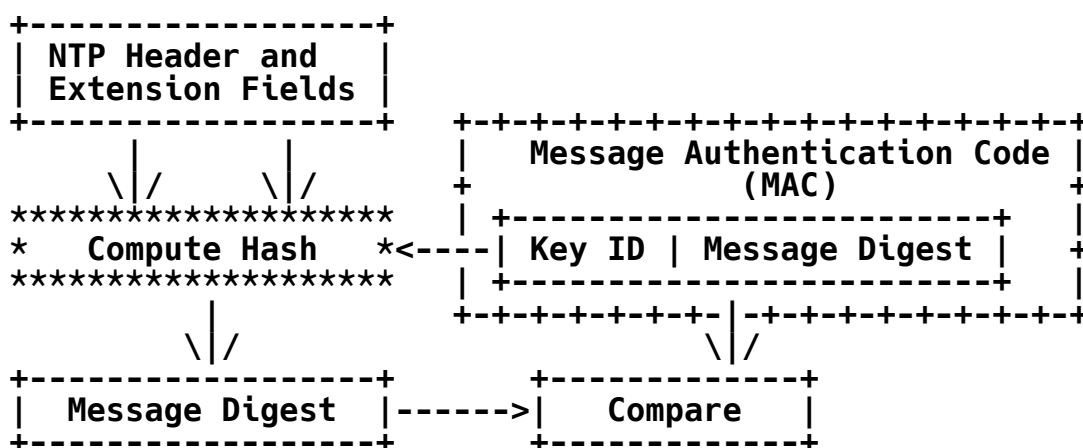 NTP Header and
Extension Fields
Message Authentication Code
(MAC)
Compute Hash
Key ID | Message Digest
Message Digest
Compare